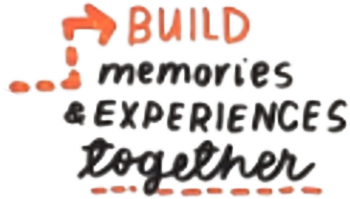 BUILD
memories
& EXPERIENCES
together